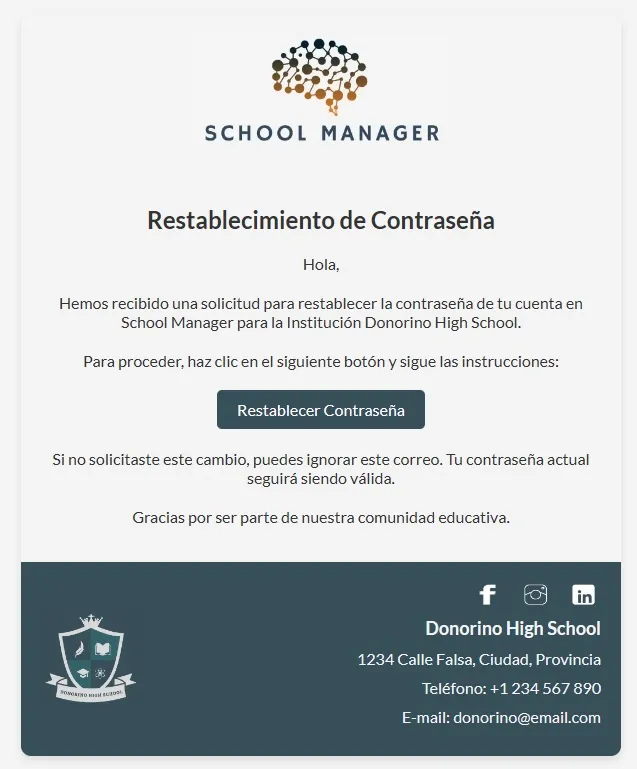 SCHOOL MANAGER
Restablecimiento de Contraseña
Hola,
Hemos recibido una solicitud para restablecer la contraseña de tu cuenta en
School Manager para la Institución Donorino High School.
Para proceder, haz clic en el siguiente botón y sigue las instrucciones:
Restablecer Contraseña
Si no solicitaste este cambio, puedes ignorar este correo. Tu contraseña actual
seguirá siendo válida.
Gracias por ser parte de nuestra comunidad educativa.
Donorino High School
1234 Calle Falsa, Ciudad, Provincia
Teléfono: +1 234 567 890
E-mail: donorino@email.com
DONORINO HIGH SCHOOL